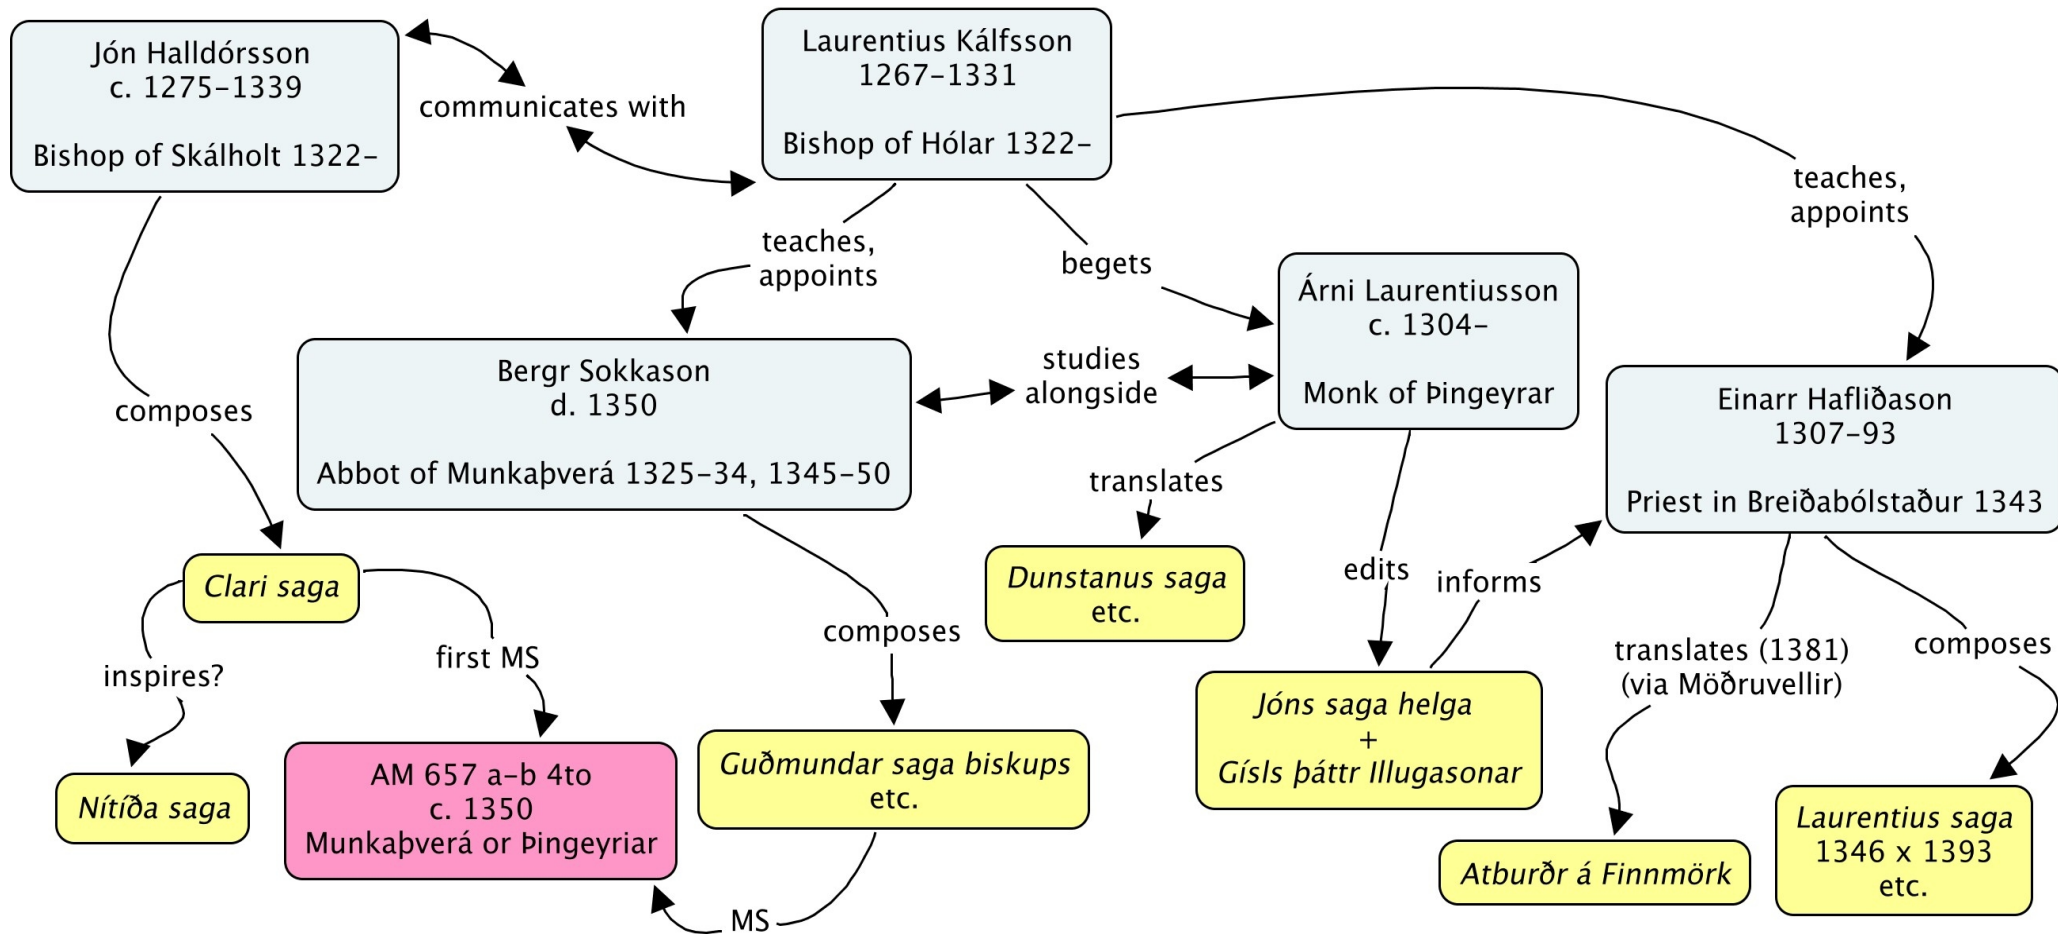 Jón Halldórsson
c. 1275–1339
Bishop of Skálholt 1322–
communicates with
Laurentius Kálfsson
1267–1331
Bishop of Hólar 1322–
teaches,
appoints
teaches,
appoints
begets
Árni Laurentiusson
c. 1304–
Monk of Þingeyrar
studies
alongside
Bergr Sokkason
d. 1350
Abbot of Munkaþverá 1325–34, 1345–50
Einarr Hafliðason
1307–93
Priest in Breiðabólstaður 1343
composes
translates
Clari saga
Dunstanus saga
etc.
edits
informs
inspires?
first MS
composes
translates (1381)
(via Möðruvellir)
composes
Nítíða saga
AM 657 a–b 4to
c. 1350
Munkaþverá or Þingeyriar
Guðmundar saga biskups
etc.
Jóns saga helga
+
Gísls þáttr Illugasonar
Atburðr á Finnmörk
Laurentius saga
1346 x 1393
etc.
MS